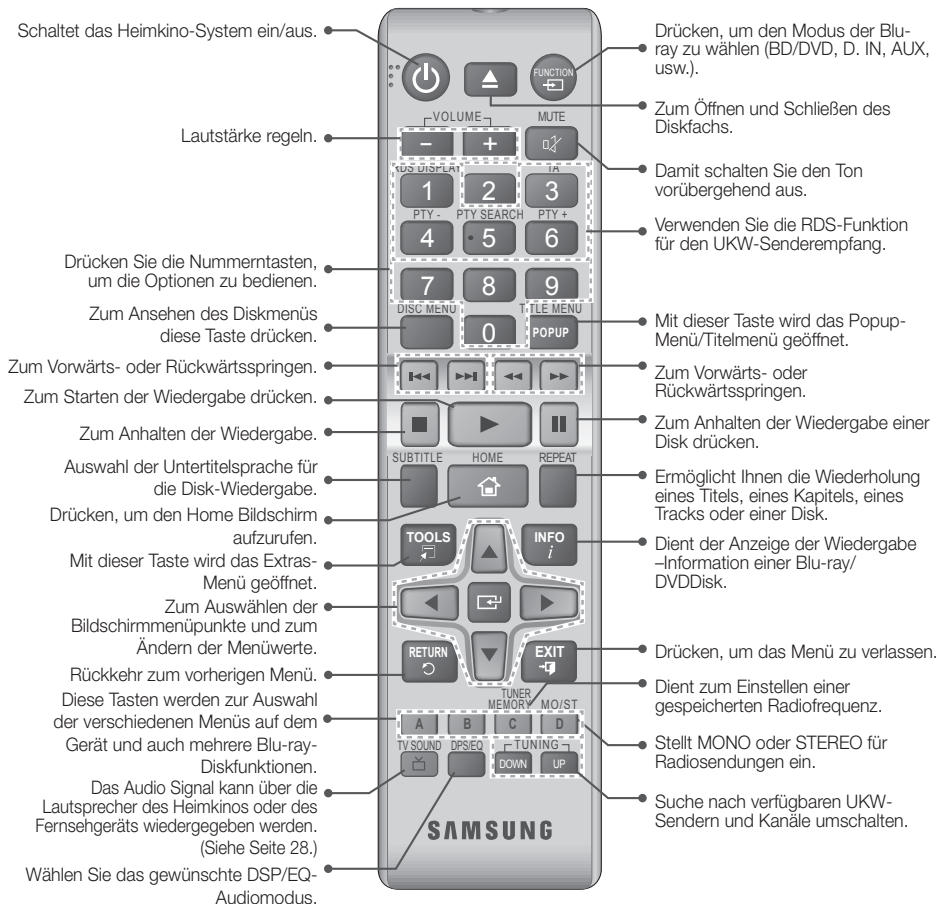 Schaltet das Heimkino-System ein/aus.
Lautstärke regeln.
Drücken Sie die Nummerntasten,
um die Optionen zu bedienen.
Zum Ansehen des Diskmenüs
diese Taste drücken.
Zum Vorwärts- oder Rückwärtsspringen.
Zum Starten der Wiedergabe drücken.
Zum Anhalten der Wiedergabe.
Auswahl der Untertitelsprache für
die Disk-Wiedergabe.
Drücken, um den Home Bildschirm
aufzurufen.
Mit dieser Taste wird das Extras-
Menü geöffnet.
Zum Auswählen der
Bildschirmmenüpunkte und zum
Ändern der Menüwerte.
Rückkehr zum vorherigen Menü.
Diese Tasten werden zur Auswahl
der verschiedenen Menüs auf dem
Gerät und auch mehrere Blu-ray-
Diskfunktionen.
Das Audio Signal kann über die
Lautsprecher des Heimkinos oder des
Fernsehgeräts wiedergegeben werden.
(Siehe Seite 28.)
Wählen Sie das gewünschte DSP/EQ-
Audiomodus.
FUNCTION
VOLUME MUTE
- +
RDS DISPLAY TA
1 2 3
PTY - PTY SEARCH PTY +
4 5 6
7 8 9
DISC MENU TITLE MENU
0 POPUP
SUBTITLE HOME REPEAT
TOOLS INFO
i
RETURN EXIT
TUNER
MEMORY MO/ST
A B C D
TV SOUND DPS/EQ TUNING
DOWN UP
SAMSUNG
Drücken, um den Modus der Blu-
ray zu wählen (BD/DVD, D. IN, AUX,
usw.).
Zum Öffnen und Schließen des
Diskfachs.
Damit schalten Sie den Ton
vorübergehend aus.
Verwenden Sie die RDS-Funktion
für den UKW-Senderempfang.
Mit dieser Taste wird das Popup-
Menü/Titelmenü geöffnet.
Zum Vorwärts- oder
Rückwärtsspringen.
Zum Anhalten der Wiedergabe einer
Disk drücken.
Ermöglicht Ihnen die Wiederholung
eines Titels, eines Kapitels, eines
Tracks oder einer Disk.
Dient der Anzeige der Wiedergabe
–Information einer Blu-ray/
DVDDisk.
Drücken, um das Menü zu verlassen.
Dient zum Einstellen einer
gespeicherten Radiofrequenz.
Stellt MONO oder STEREO für
Radiosendungen ein.
Suche nach verfügbaren UKW-
Sendern und Kanäle umschalten.